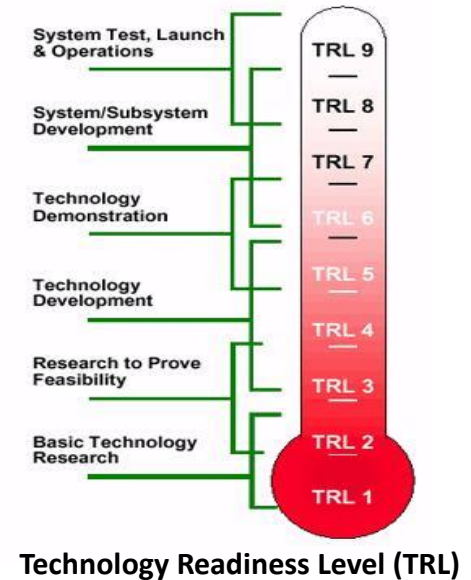 System Test, Launch
& Operations
System/Subsystem
Development
Technology
Demonstration
Technology
Development
Research to Prove
Feasibility
Basic Technology
Research
TRL 9
TRL 8
TRL 7
TRL 6
TRL 5
TRL 4
TRL 3
TRL 2
TRL 1
Technology Readiness Level (TRL)